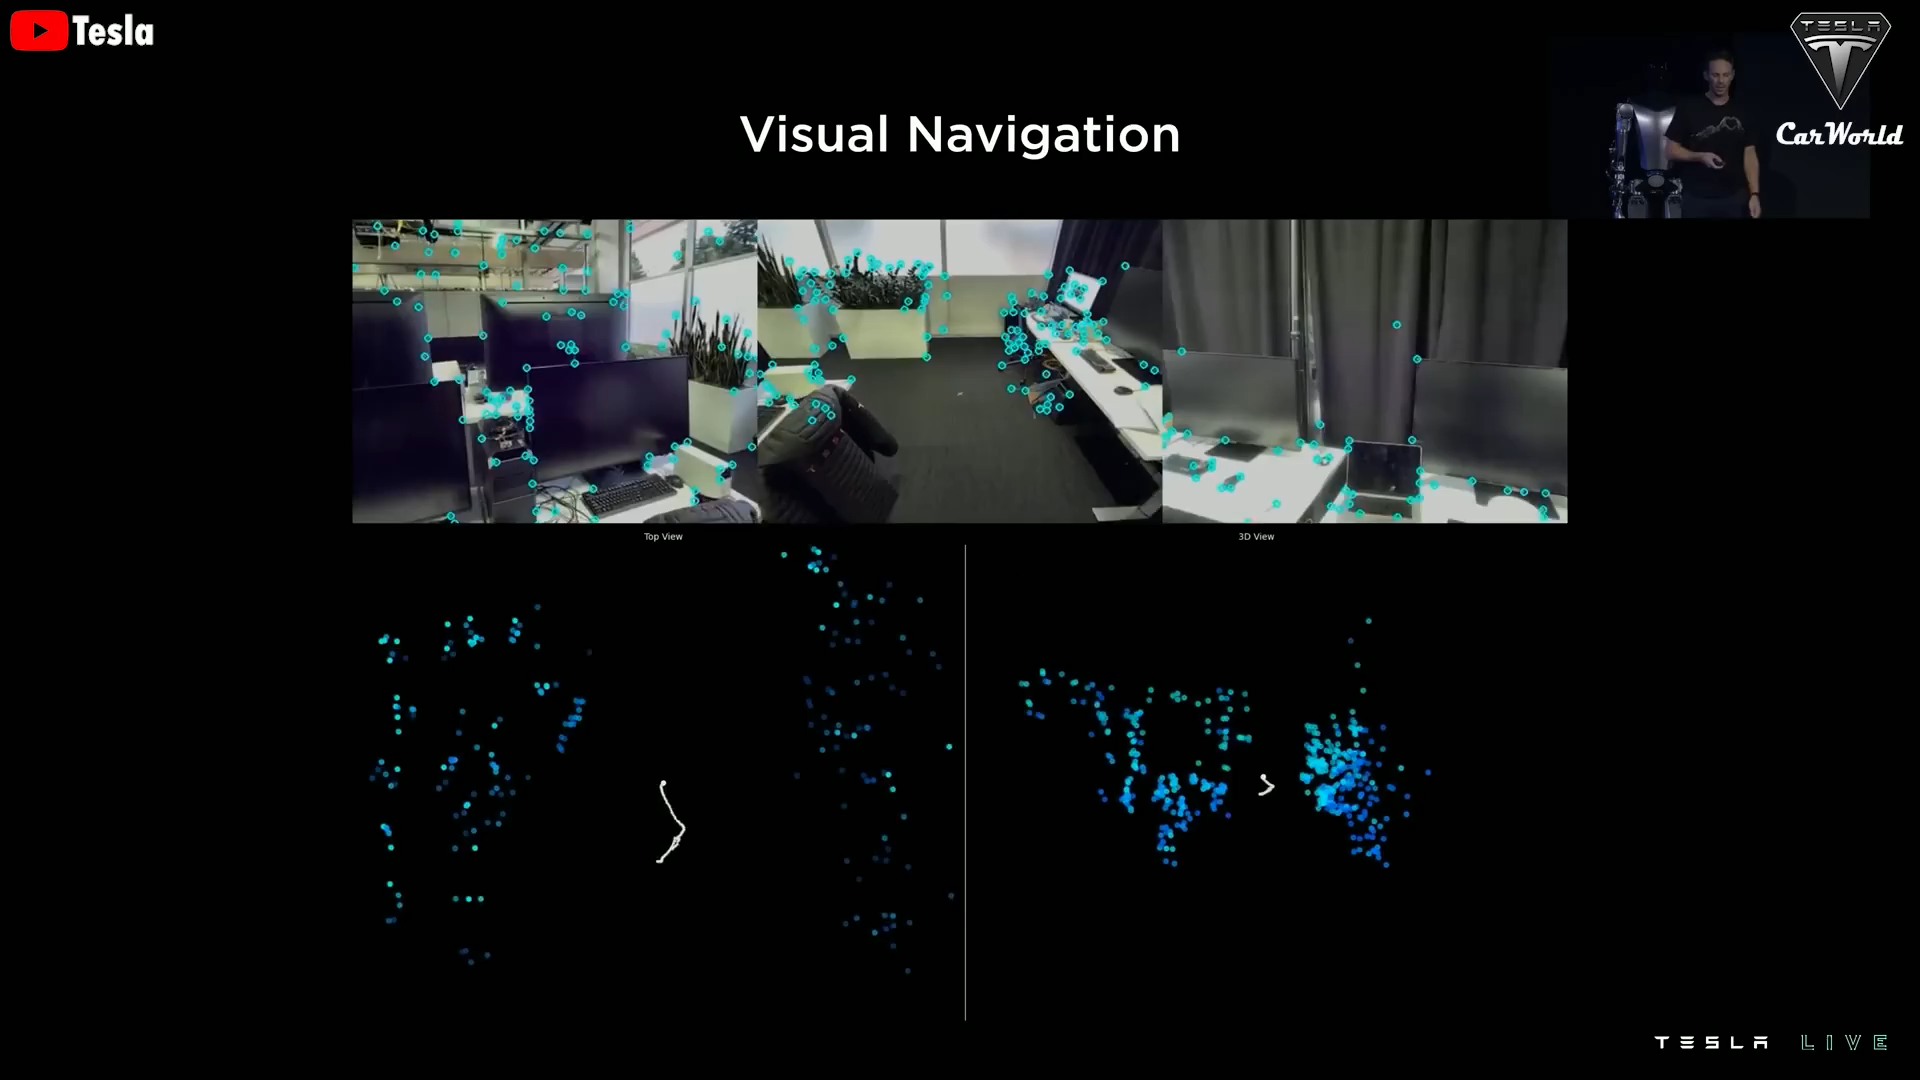 Tesla
TESLA
CarWorld
Visual Navigation
Top View
3D View
TESLA LIVE